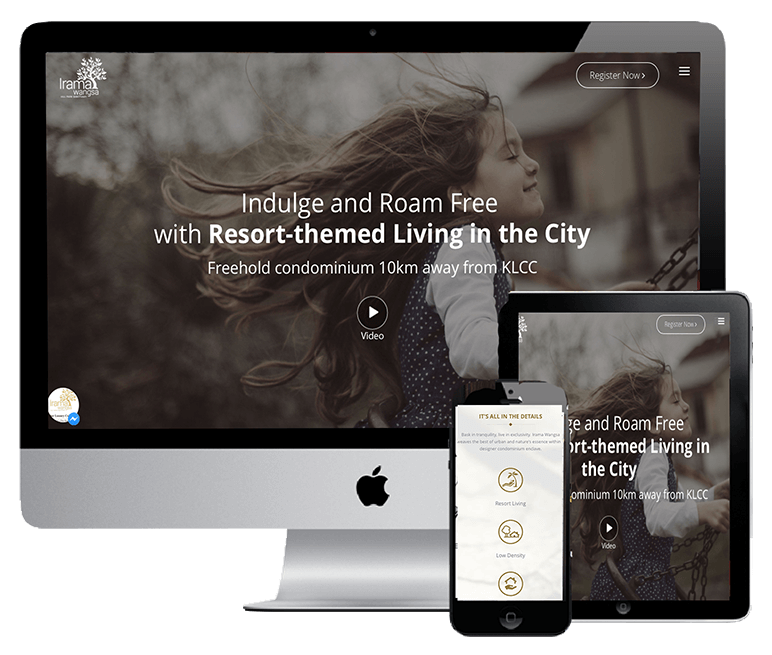 Irama
wangsa
Register Now >
Indulge and Roam Free
with Resort-themed Living in the City
Freehold condominium 10km away from KLCC
Video
Register Now >
ge and Roam Free
ort-themed Living in
the City
ominium 10km away from KLCC
Video
IT'S ALL IN THE DETAILS
Bask in tranquility, live in exclusivity. Irama Wangsa
weaves the best of urban and nature's essence within
designer condominium enclave.
Resort Living
Low Density